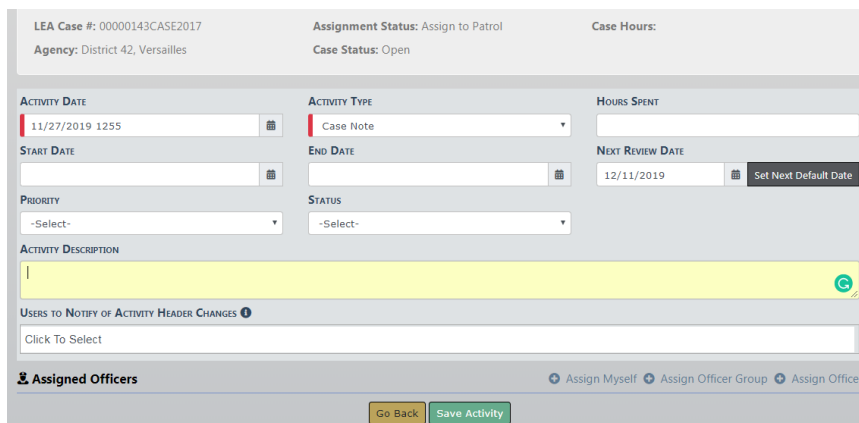 LEA Case #: 00000143CASE2017 Assignment Status: Assign to Patrol Case Hours:
Agency: District 42, Versailles Case Status: Open
Activity Date Activity Type Hours Spent
11/27/2019 1255 Case Note
Start Date End Date Next Review Date
12/11/2019 Set Next Default Date
Priority Status
-Select- -Select-
Activity Description
Users to Notify of Activity Header Changes
Click To Select
Assigned Officers Assign Myself Assign Officer Group Assign Office
Go Back Save Activity